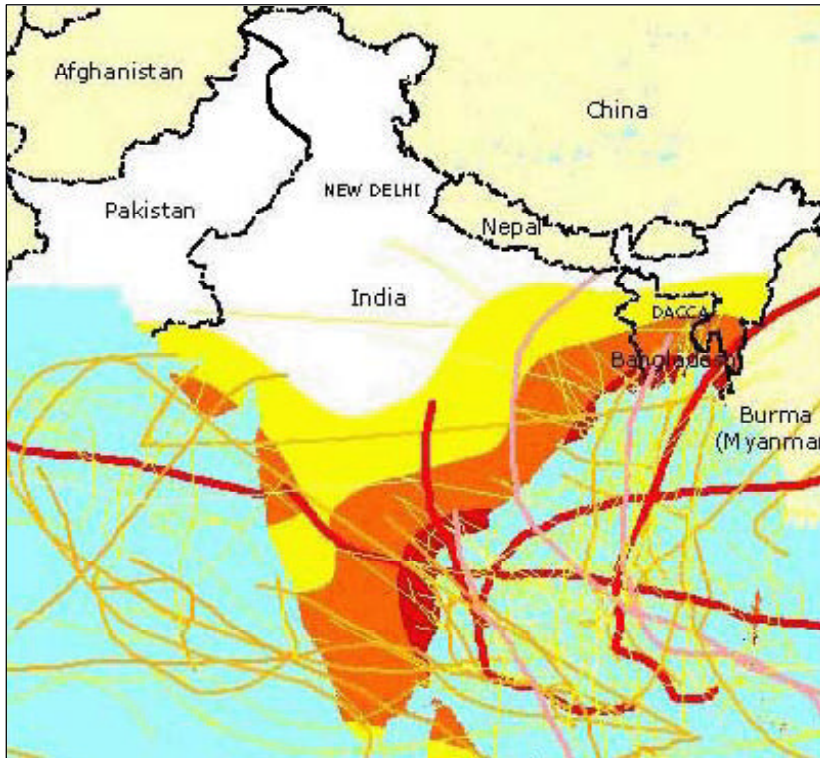 Afghanistan
China
NEW DELHI
Pakistan
Nepal
India
DACCA
Bangladesh
Burma
(Myanmar